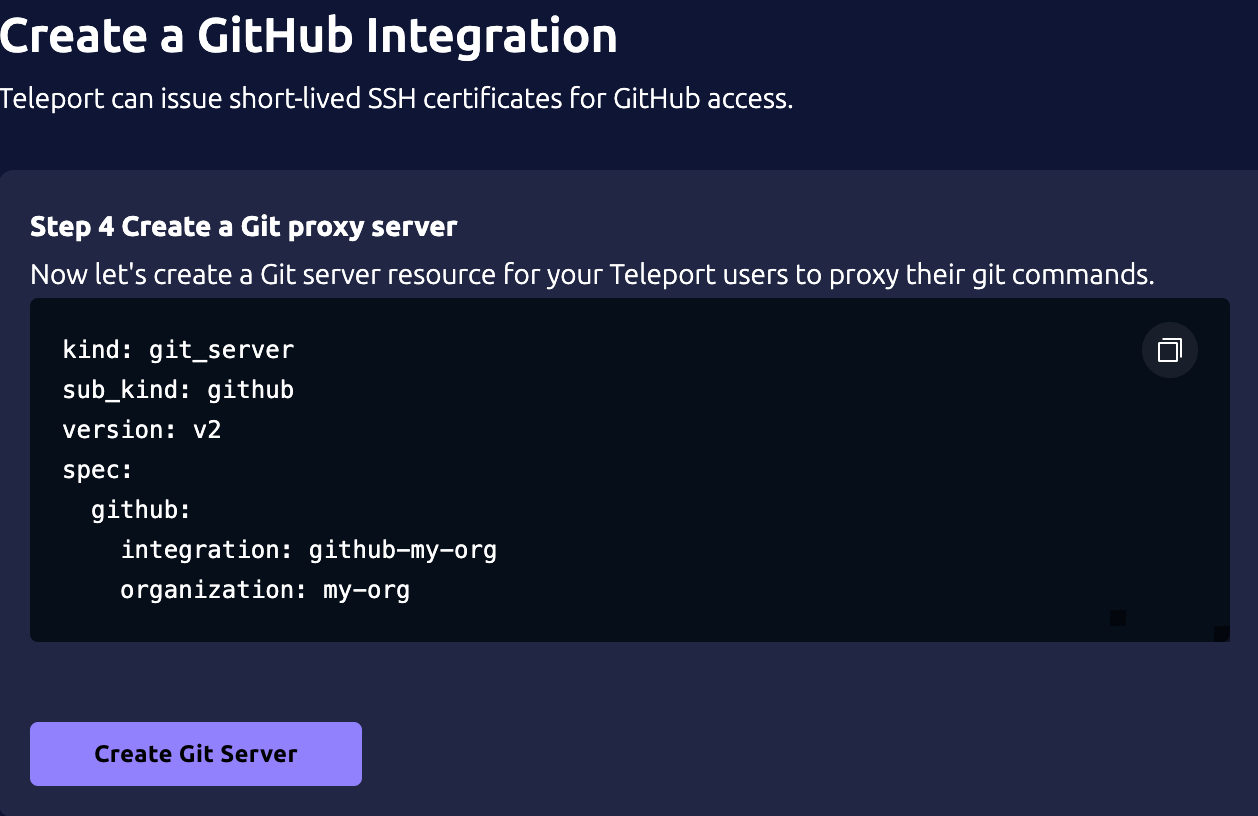 Create a GitHub Integration
Teleport can issue short-lived SSH certificates for GitHub access.
Step 4 Create a Git proxy server
Now let's create a Git server resource for your Teleport users to proxy their git commands.
kind: git_server
sub_kind: github
version: v2
spec:
  github:
    integration: github-my-org
    organization: my-org
Create Git Server